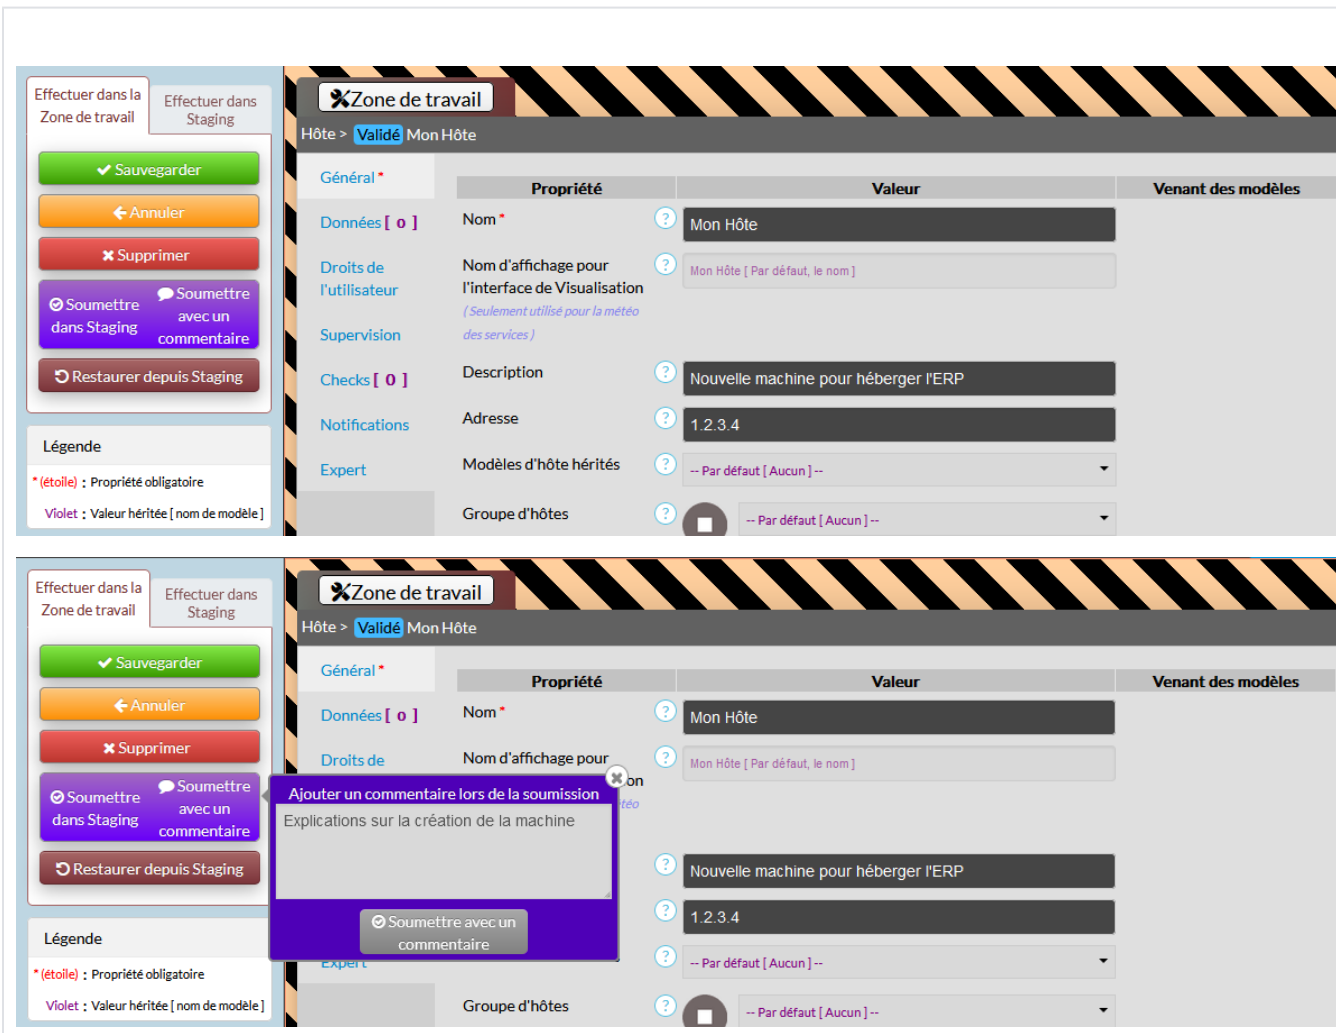 Effectuer dans la
Zone de travail
Effectuer dans
Staging
Zone de travail
Hôte > Validé Mon Hôte
Sauvegarder
Annuler
Supprimer
Soumettre
dans Staging
Soumettre
avec un
commentaire
Restaurer depuis Staging
Légende
* (étoile) : Propriété obligatoire
Violet : Valeur héritée [ nom de modèle ]
Général *
Données [ 0 ]
Droits de
l'utilisateur
Supervision
Checks [ 0 ]
Notifications
Expert
Propriété
Valeur
Venant des modèles
Nom *
? Mon Hôte
Nom d'affichage pour
l'interface de Visualisation
( Seulement utilisé pour la météo
des services )
? Mon Hôte [ Par défaut, le nom ]
Description
? Nouvelle machine pour héberger l'ERP
Adresse
? 1.2.3.4
Modèles d'hôte hérités
? -- Par défaut [ Aucun ] --
Groupe d'hôtes
? -- Par défaut [ Aucun ] --
Effectuer dans la
Zone de travail
Effectuer dans
Staging
Zone de travail
Hôte > Validé Mon Hôte
Sauvegarder
Annuler
Supprimer
Soumettre
dans Staging
Soumettre
avec un
commentaire
Restaurer depuis Staging
Légende
* (étoile) : Propriété obligatoire
Violet : Valeur héritée [ nom de modèle ]
Général *
Données [ 0 ]
Droits de
Expert
Propriété
Valeur
Venant des modèles
Nom *
? Mon Hôte
Nom d'affichage pour
on
téo
? Mon Hôte [ Par défaut, le nom ]
Ajouter un commentaire lors de la soumission
Explications sur la création de la machine
Soumettre avec un
commentaire
? Nouvelle machine pour héberger l'ERP
? 1.2.3.4
? -- Par défaut [ Aucun ] --
Groupe d'hôtes
? -- Par défaut [ Aucun ] --